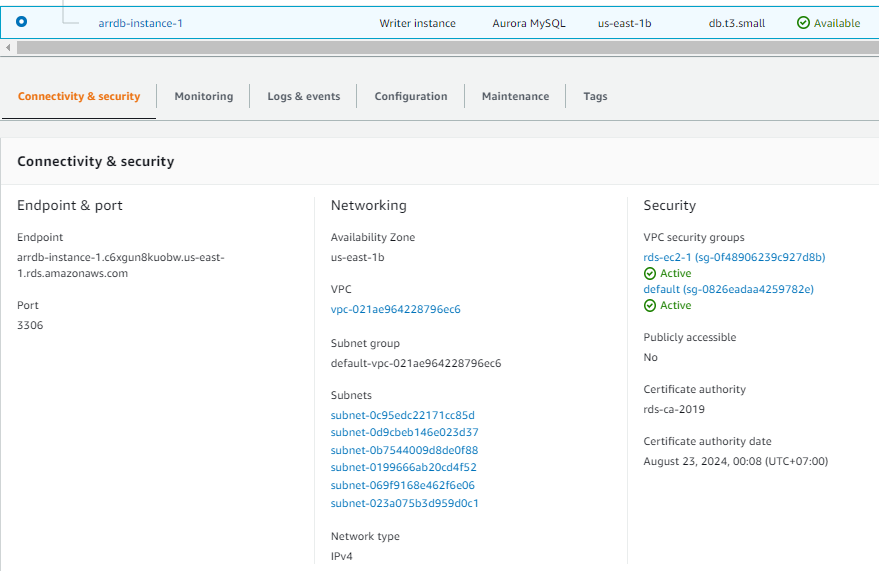 arrdb-instance-1 Writer instance Aurora MySQL us-east-1b db.t3.small Available
Connectivity & security Monitoring Logs & events Configuration Maintenance Tags
Connectivity & security
Endpoint & port
Endpoint
arrdb-instance-1.c6xgun8kuobw.us-east-
1.rds.amazonaws.com
Port
3306
Networking
Availability Zone
us-east-1b
VPC
vpc-021ae964228796ec6
Subnet group
default-vpc-021ae964228796ec6
Subnets
subnet-0c95edc22171cc85d
subnet-0d9cbeb146e023d37
subnet-0b7544009d8de0f88
subnet-0199666ab20cd4f52
subnet-069f9168e462f6e06
subnet-023a075b3d959d0c1
Network type
IPv4
Security
VPC security groups
rds-ec2-1 (sg-0f48906239c927d8b)
Active
default (sg-0826eadaa4259782e)
Active
Publicly accessible
No
Certificate authority
rds-ca-2019
Certificate authority date
August 23, 2024, 00:08 (UTC+07:00)